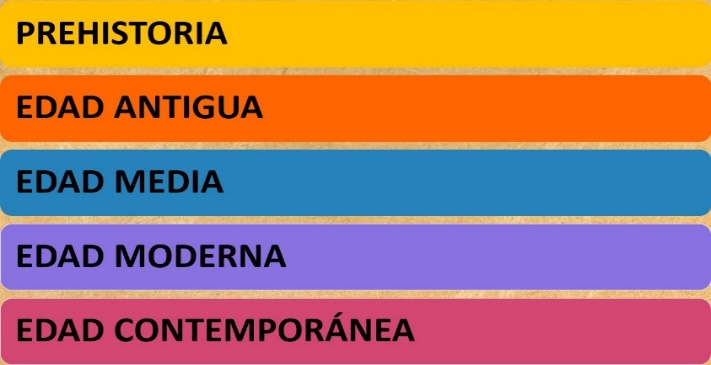 PREHISTORIA
EDAD ANTIGUA
EDAD MEDIA
EDAD MODERNA
EDAD CONTEMPORÁNEA